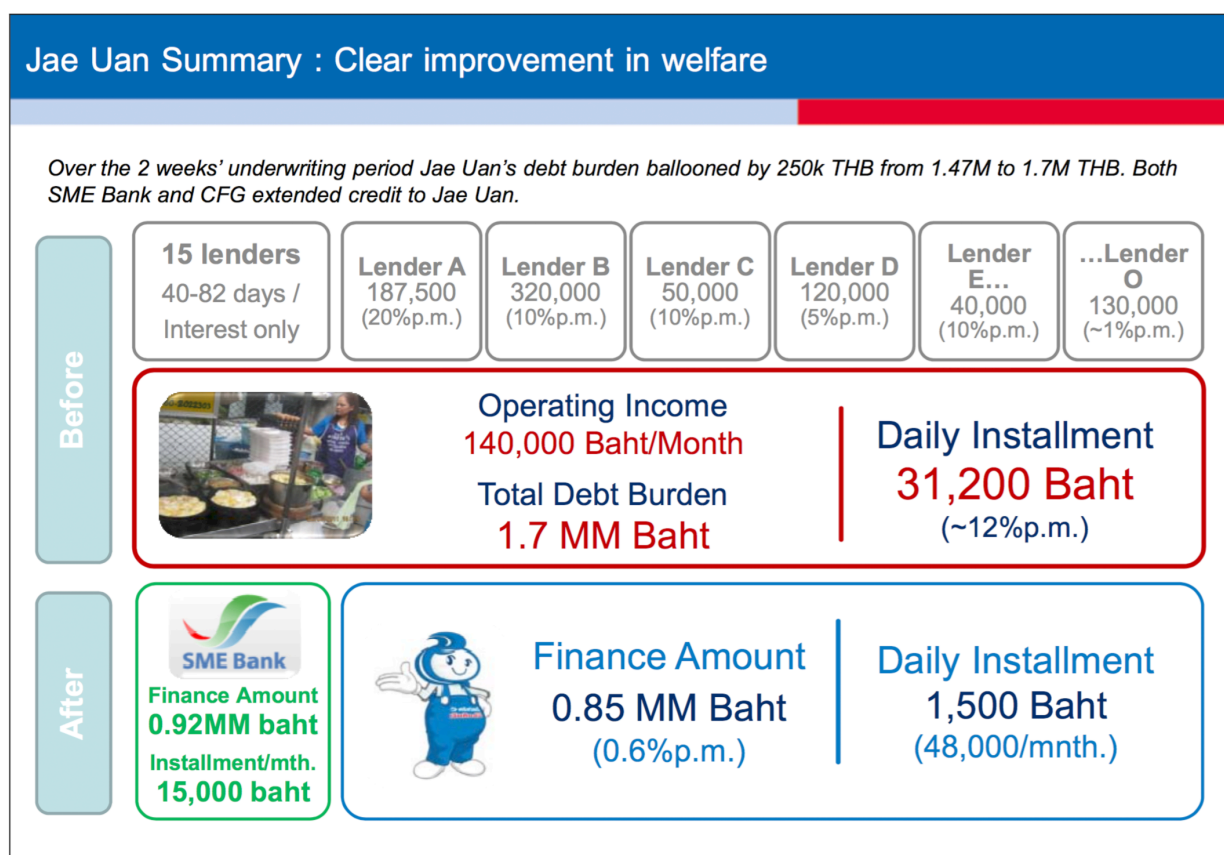 Jae Uan Summary : Clear improvement in welfare
Over the 2 weeks' underwriting period Jae Uan's debt burden ballooned by 250k THB from 1.47M to 1.7M THB. Both
SME Bank and CFG extended credit to Jae Uan.
Before
15 lenders
40-82 days /
Interest only
Lender A
187,500
(20%p.m.)
Lender B
320,000
(10%p.m.)
Lender C
50,000
(10%p.m.)
Lender D
120,000
(5%p.m.)
Lender
E...
40,000
(10%p.m.)
...Lender
O
130,000
(~1%p.m.)
Operating Income
140,000 Baht/Month
Total Debt Burden
1.7 MM Baht
Daily Installment
31,200 Baht
(~12%p.m.)
After
SME Bank
Finance Amount
0.92MM baht
Installment/mth.
15,000 baht
Finance Amount
0.85 MM Baht
(0.6%p.m.)
Daily Installment
1,500 Baht
(48,000/mnth.)